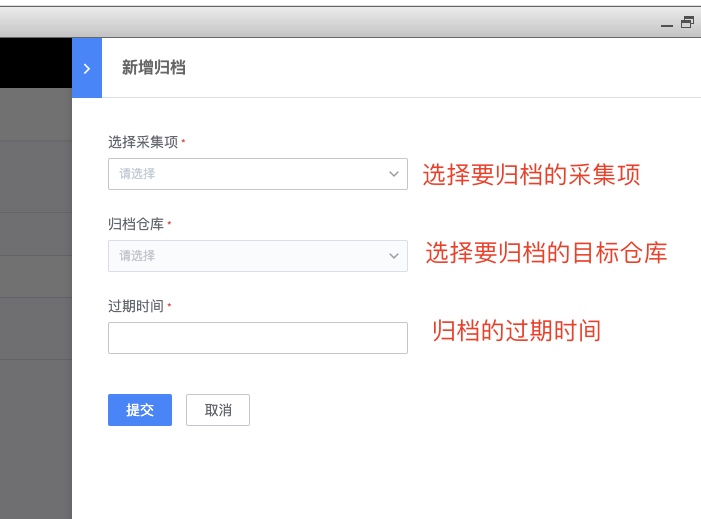 新增归档
选择采集项 *
请选择
选择要归档的采集项
归档仓库 *
请选择
选择要归档的目标仓库
过期时间 *
归档的过期时间
提交
取消